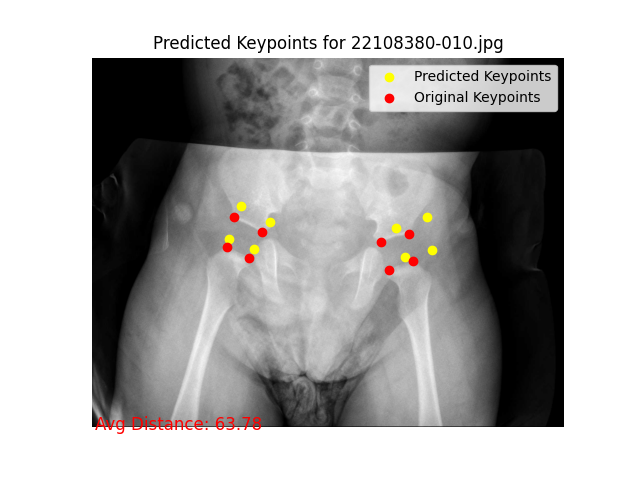 Predicted Keypoints for 22108380-010.jpg
Predicted Keypoints
Original Keypoints
Avg Distance: 63.78